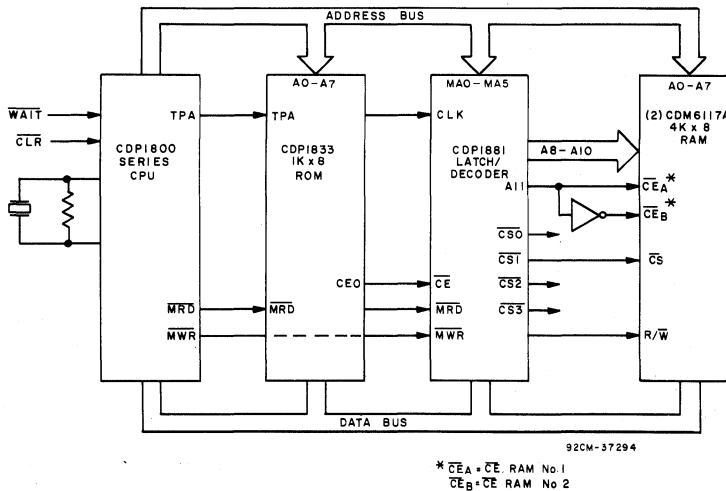 ADDRESS BUS
A0-A7
MA0-MA5
A0-A7
WAIT
CLR
TPA
CDP1800
SERIES
CPU
MRD
MWR
TPA
CDP1833
1K x 8
ROM
CEO
MRD
CLK
CDP1881
LATCH/
DECODER
A8-A10
A11
CS0
CS1
CS2
CS3
CE
MRD
MWR
(2) CDM6117A
4K x 8
RAM
CEA*
CEB*
CS
R/W
DATA BUS
92CM-37294
* CEA = CE RAM No. 1
CEB = CE RAM No 2